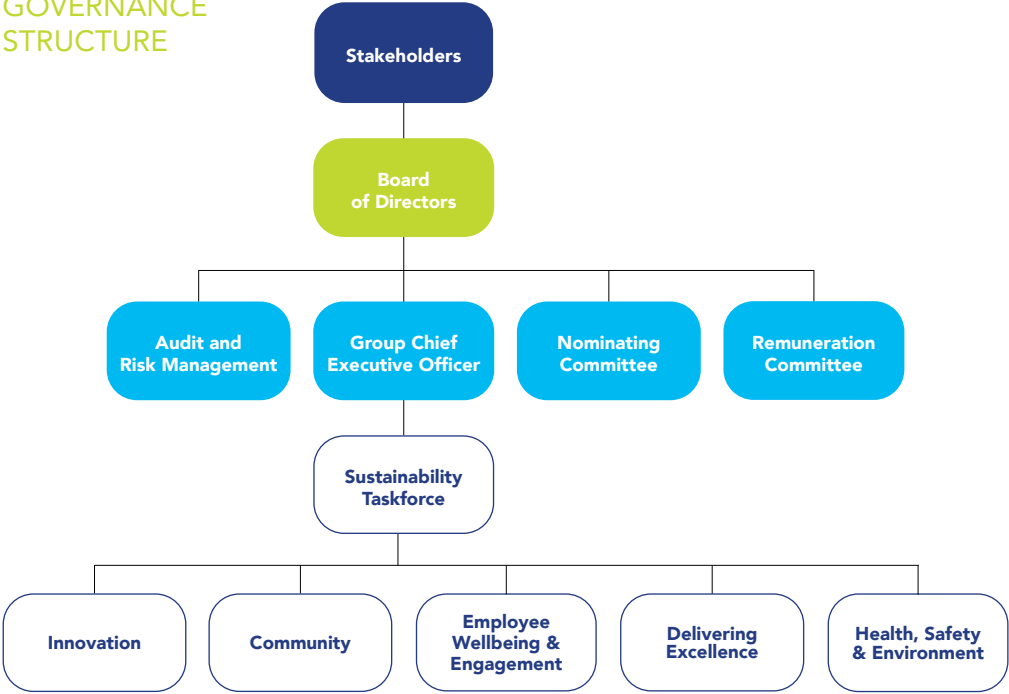 GOVERNANCE
STRUCTURE
Stakeholders
Board
of Directors
Audit and
Risk Management
Group Chief
Executive Officer
Nominating
Committee
Remuneration
Committee
Sustainability
Taskforce
Innovation
Community
Employee
Wellbeing &
Engagement
Delivering
Excellence
Health, Safety
& Environment